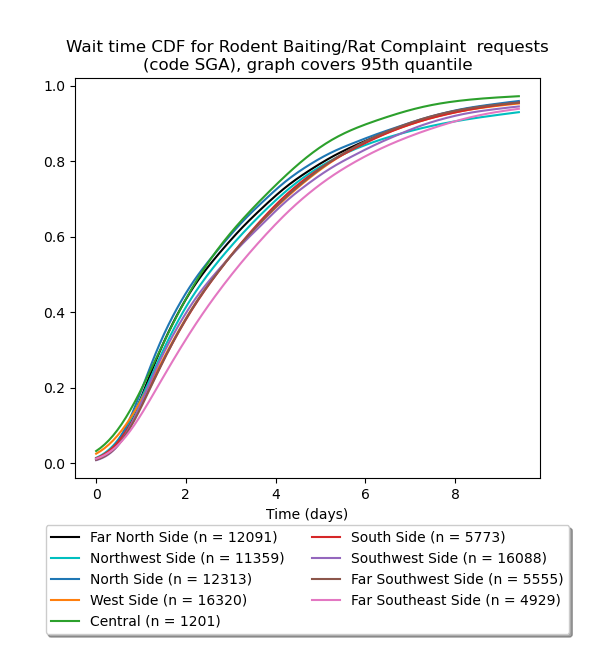 Wait time CDF for Rodent Baiting/Rat Complaint  requests
(code SGA), graph covers 95th quantile
1.0
0.8
0.6
0.4
0.2
0.0
0 2 4 6 8
Time (days)
Far North Side (n = 12091)
Northwest Side (n = 11359)
North Side (n = 12313)
West Side (n = 16320)
Central (n = 1201)
South Side (n = 5773)
Southwest Side (n = 16088)
Far Southwest Side (n = 5555)
Far Southeast Side (n = 4929)